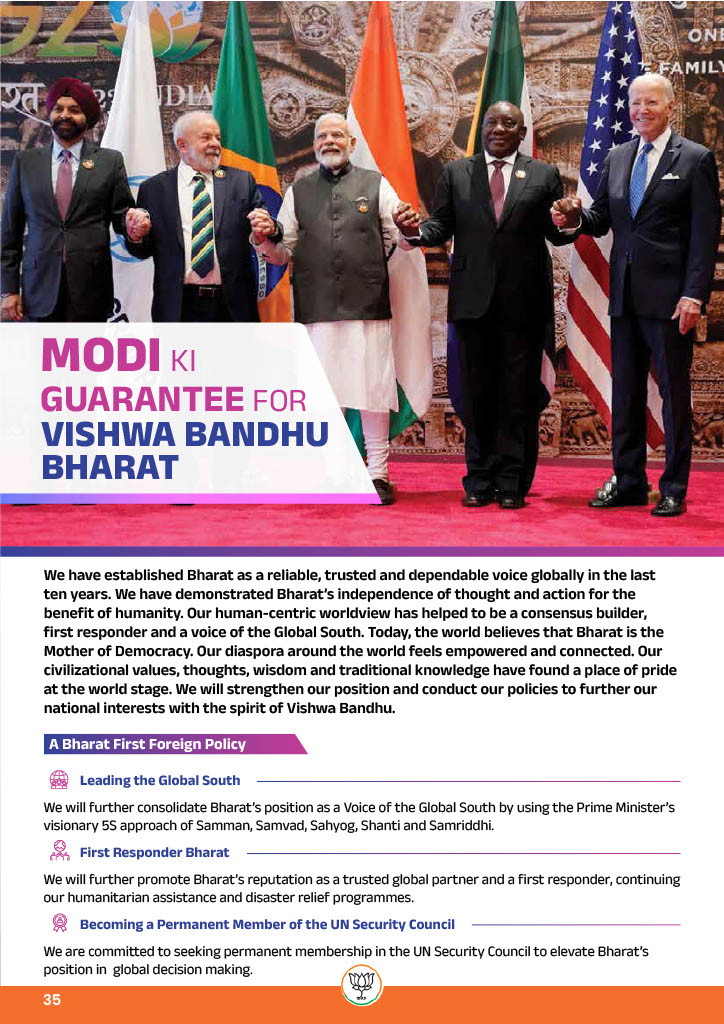 G2
ONE
FAMILY
INDIA
MODI KI
GUARANTEE FOR
VISHWA BANDHU
BHARAT
We have established Bharat as a reliable, trusted and dependable voice globally in the last
ten years. We have demonstrated Bharat's independence of thought and action for the
benefit of humanity. Our human-centric worldview has helped to be a consensus builder,
first responder and a voice of the Global South. Today, the world believes that Bharat is the
Mother of Democracy. Our diaspora around the world feels empowered and connected. Our
civilizational values, thoughts, wisdom and traditional knowledge have found a place of pride
at the world stage. We will strengthen our position and conduct our policies to further our
national interests with the spirit of Vishwa Bandhu.
A Bharat First Foreign Policy
Leading the Global South
We will further consolidate Bharat's position as a Voice of the Global South by using the Prime Minister's
visionary 5S approach of Samman, Samvad, Sahyog, Shanti and Samriddhi.
First Responder Bharat
We will further promote Bharat's reputation as a trusted global partner and a first responder, continuing
our humanitarian assistance and disaster relief programmes.
Becoming a Permanent Member of the UN Security Council
We are committed to seeking permanent membership in the UN Security Council to elevate Bharat's
position in global decision making.
35